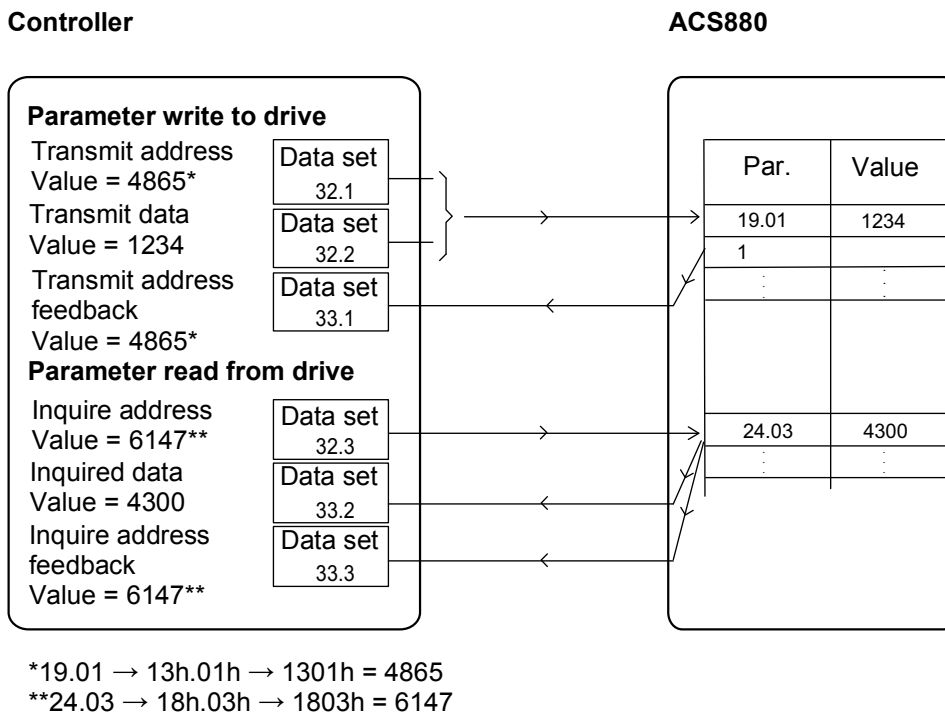 Controller
ACS880
Parameter write to drive
Transmit address
Value = 4865*
Data set
32.1
Transmit data
Value = 1234
Data set
32.2
Transmit address
feedback
Value = 4865*
Data set
33.1
Parameter read from drive
Inquire address
Value = 6147**
Data set
32.3
Inquired data
Value = 4300
Data set
33.2
Inquire address
feedback
Value = 6147**
Data set
33.3
Par. Value
19.01 1234
1
24.03 4300
*19.01 → 13h.01h → 1301h = 4865
**24.03 → 18h.03h → 1803h = 6147